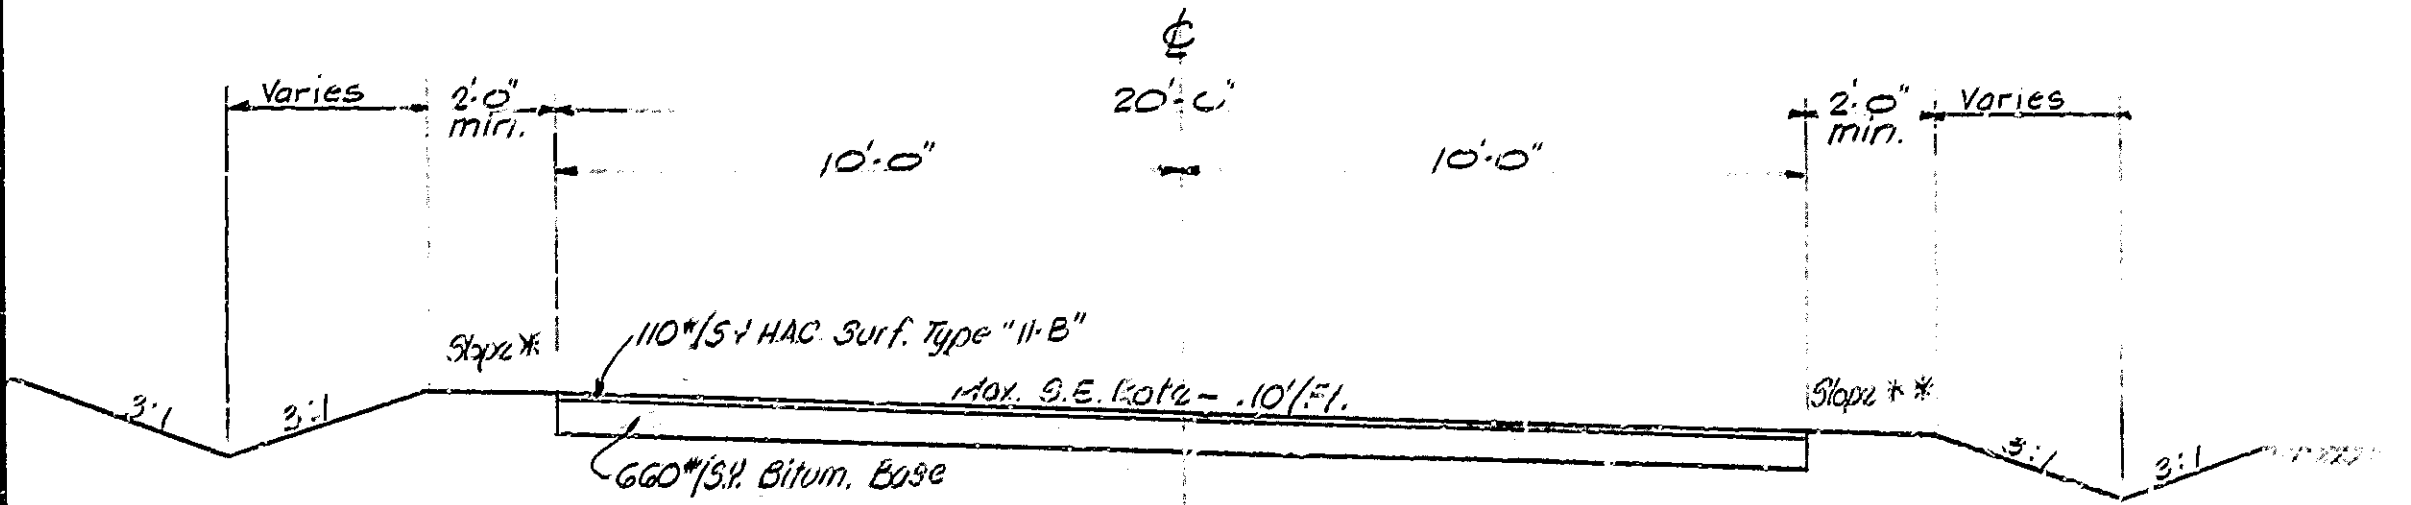 ℄
Varies
2'-0"
min.
20'-0"
2'-0"
min.
Varies
10'-0"
10'-0"
Slope *
110#/S.Y. HAC Surf. Type "II-B"
Max. S.E. Rate - .10'/Ft.
Slope * *
3:1
3:1
3:1
3:1
660#/S.Y. Bitum. Base